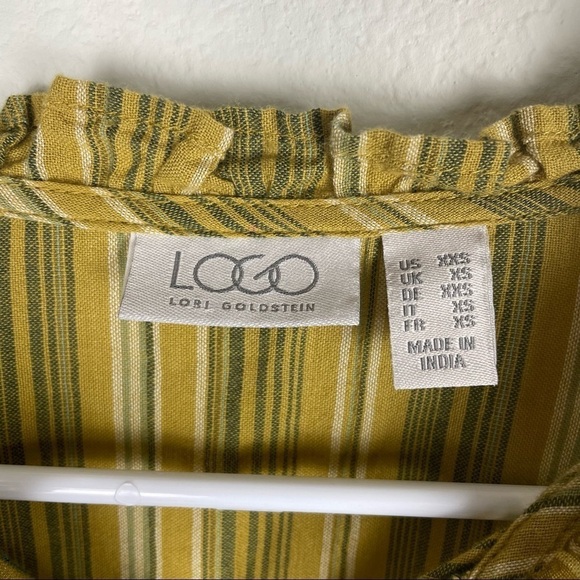 LOGO
LORI GOLDSTEIN
US XXS
UK XS
DE XXS
IT XS
FR XS
MADE IN
INDIA